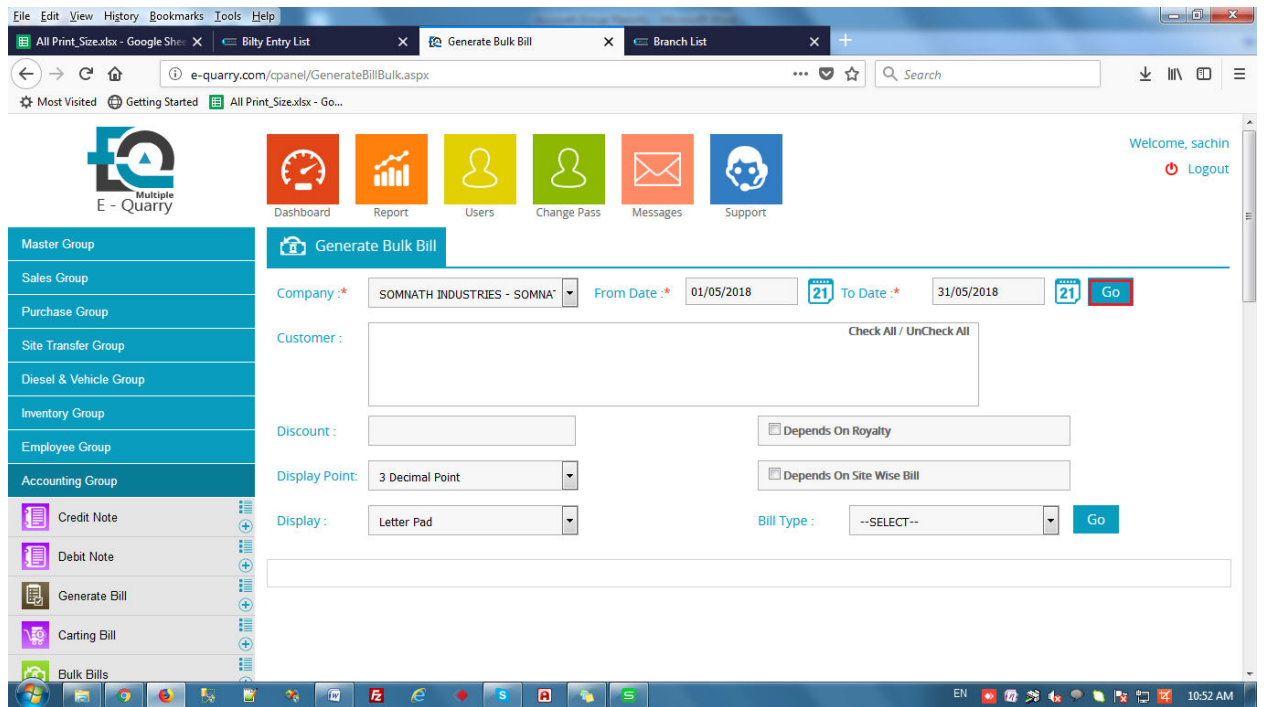 File Edit View History Bookmarks Tools Help
All Print_Size.xlsx - Google Shee Bilty Entry List Generate Bulk Bill Branch List
e-quarry.com/cpanel/GenerateBillBulk.aspx Search
Most Visited Getting Started All Print_Size.xlsx - Go...
Welcome, sachin
Logout
Multiple
E - Quarry
Dashboard Report Users Change Pass Messages Support
Master Group
Sales Group
Purchase Group
Site Transfer Group
Diesel & Vehicle Group
Inventory Group
Employee Group
Accounting Group
Credit Note
Debit Note
Generate Bill
Carting Bill
Bulk Bills
Generate Bulk Bill
Company :* SOMNATH INDUSTRIES - SOMNA From Date :* 01/05/2018 21 To Date :* 31/05/2018 21 Go
Customer : Check All / UnCheck All
Discount : Depends On Royalty
Display Point: 3 Decimal Point Depends On Site Wise Bill
Display : Letter Pad Bill Type : --SELECT-- Go
EN 10:52 AM